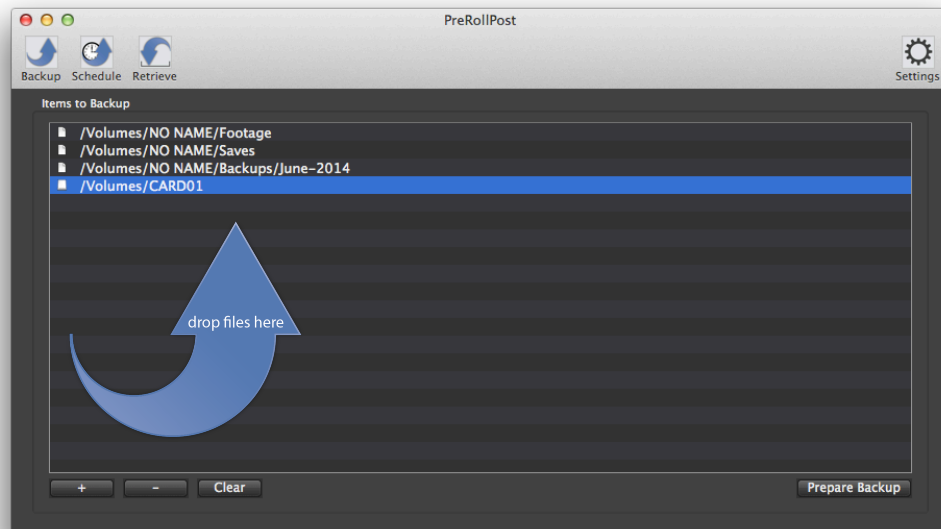 PreRollPost
Backup Schedule Retrieve Settings
Items to Backup
/Volumes/NO NAME/Footage
/Volumes/NO NAME/Saves
/Volumes/NO NAME/Backups/June-2014
/Volumes/CARD01
drop files here
+ - Clear Prepare Backup